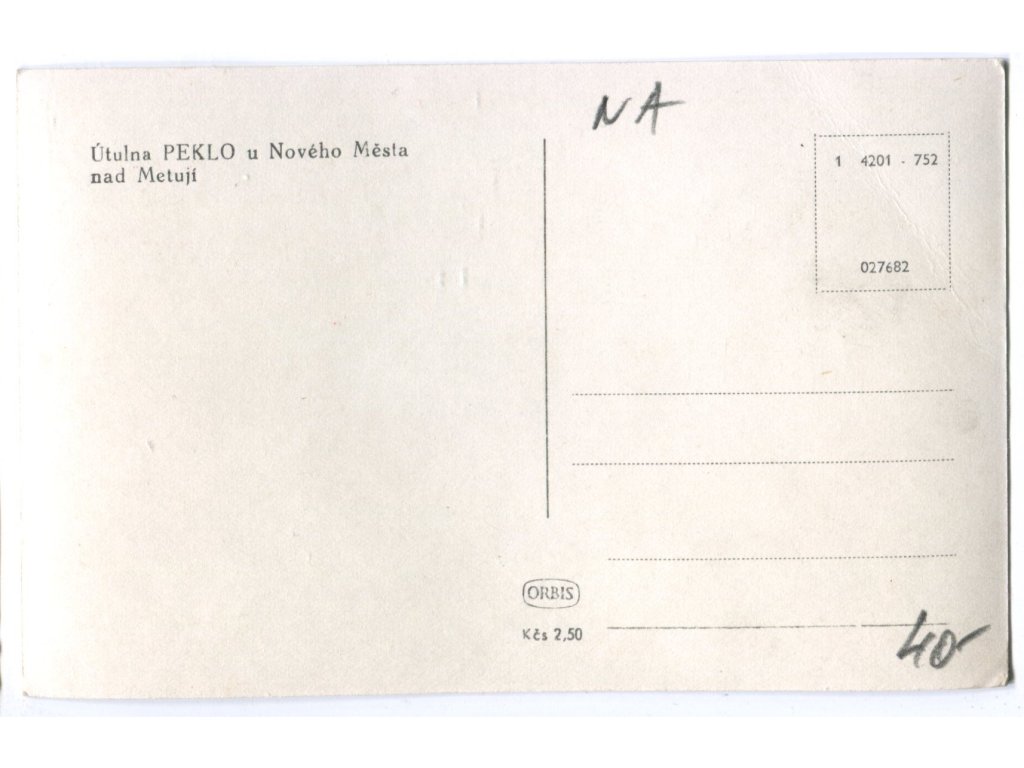 Útulna PEKLO u Nového Města
nad Metují
NA
1 4201 - 752
027682
ORBIS
Kčs 2,50
40-